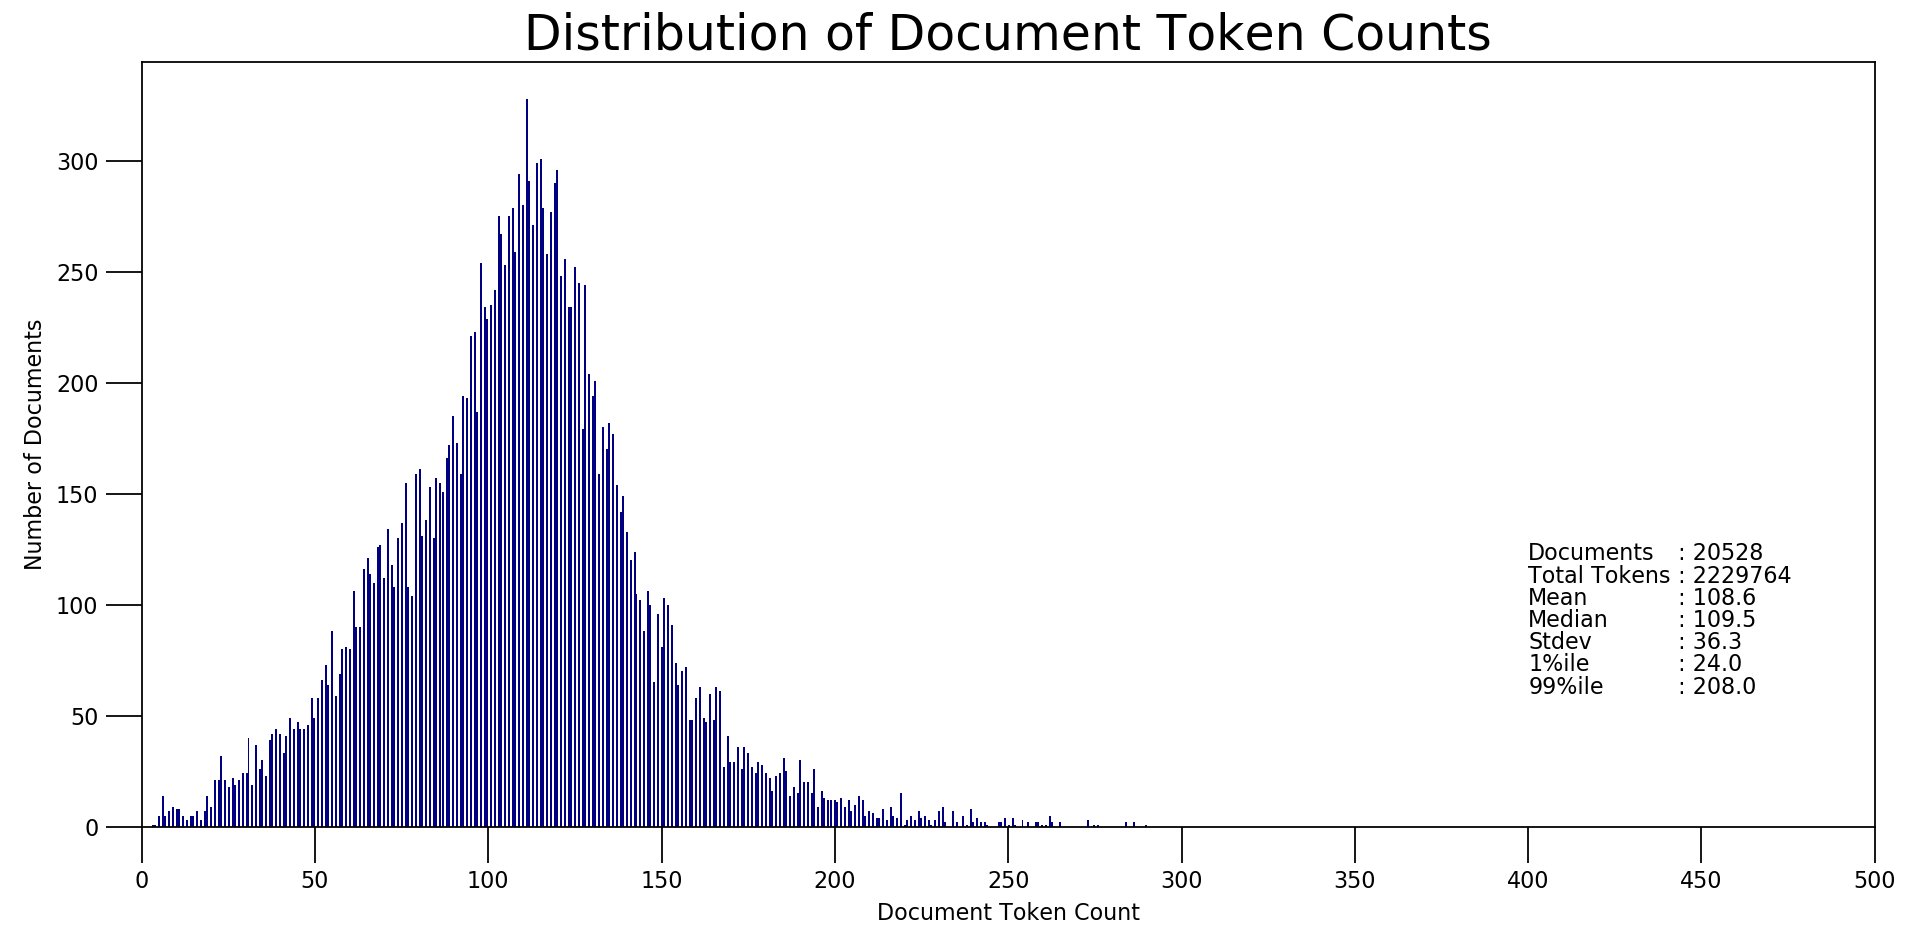 Distribution of Document Token Counts
Number of Documents
300
250
200
150
100
50
0
Documents : 20528
Total Tokens : 2229764
Mean : 108.6
Median : 109.5
Stdev : 36.3
1%ile : 24.0
99%ile : 208.0
0 50 100 150 200 250 300 350 400 450 500
Document Token Count